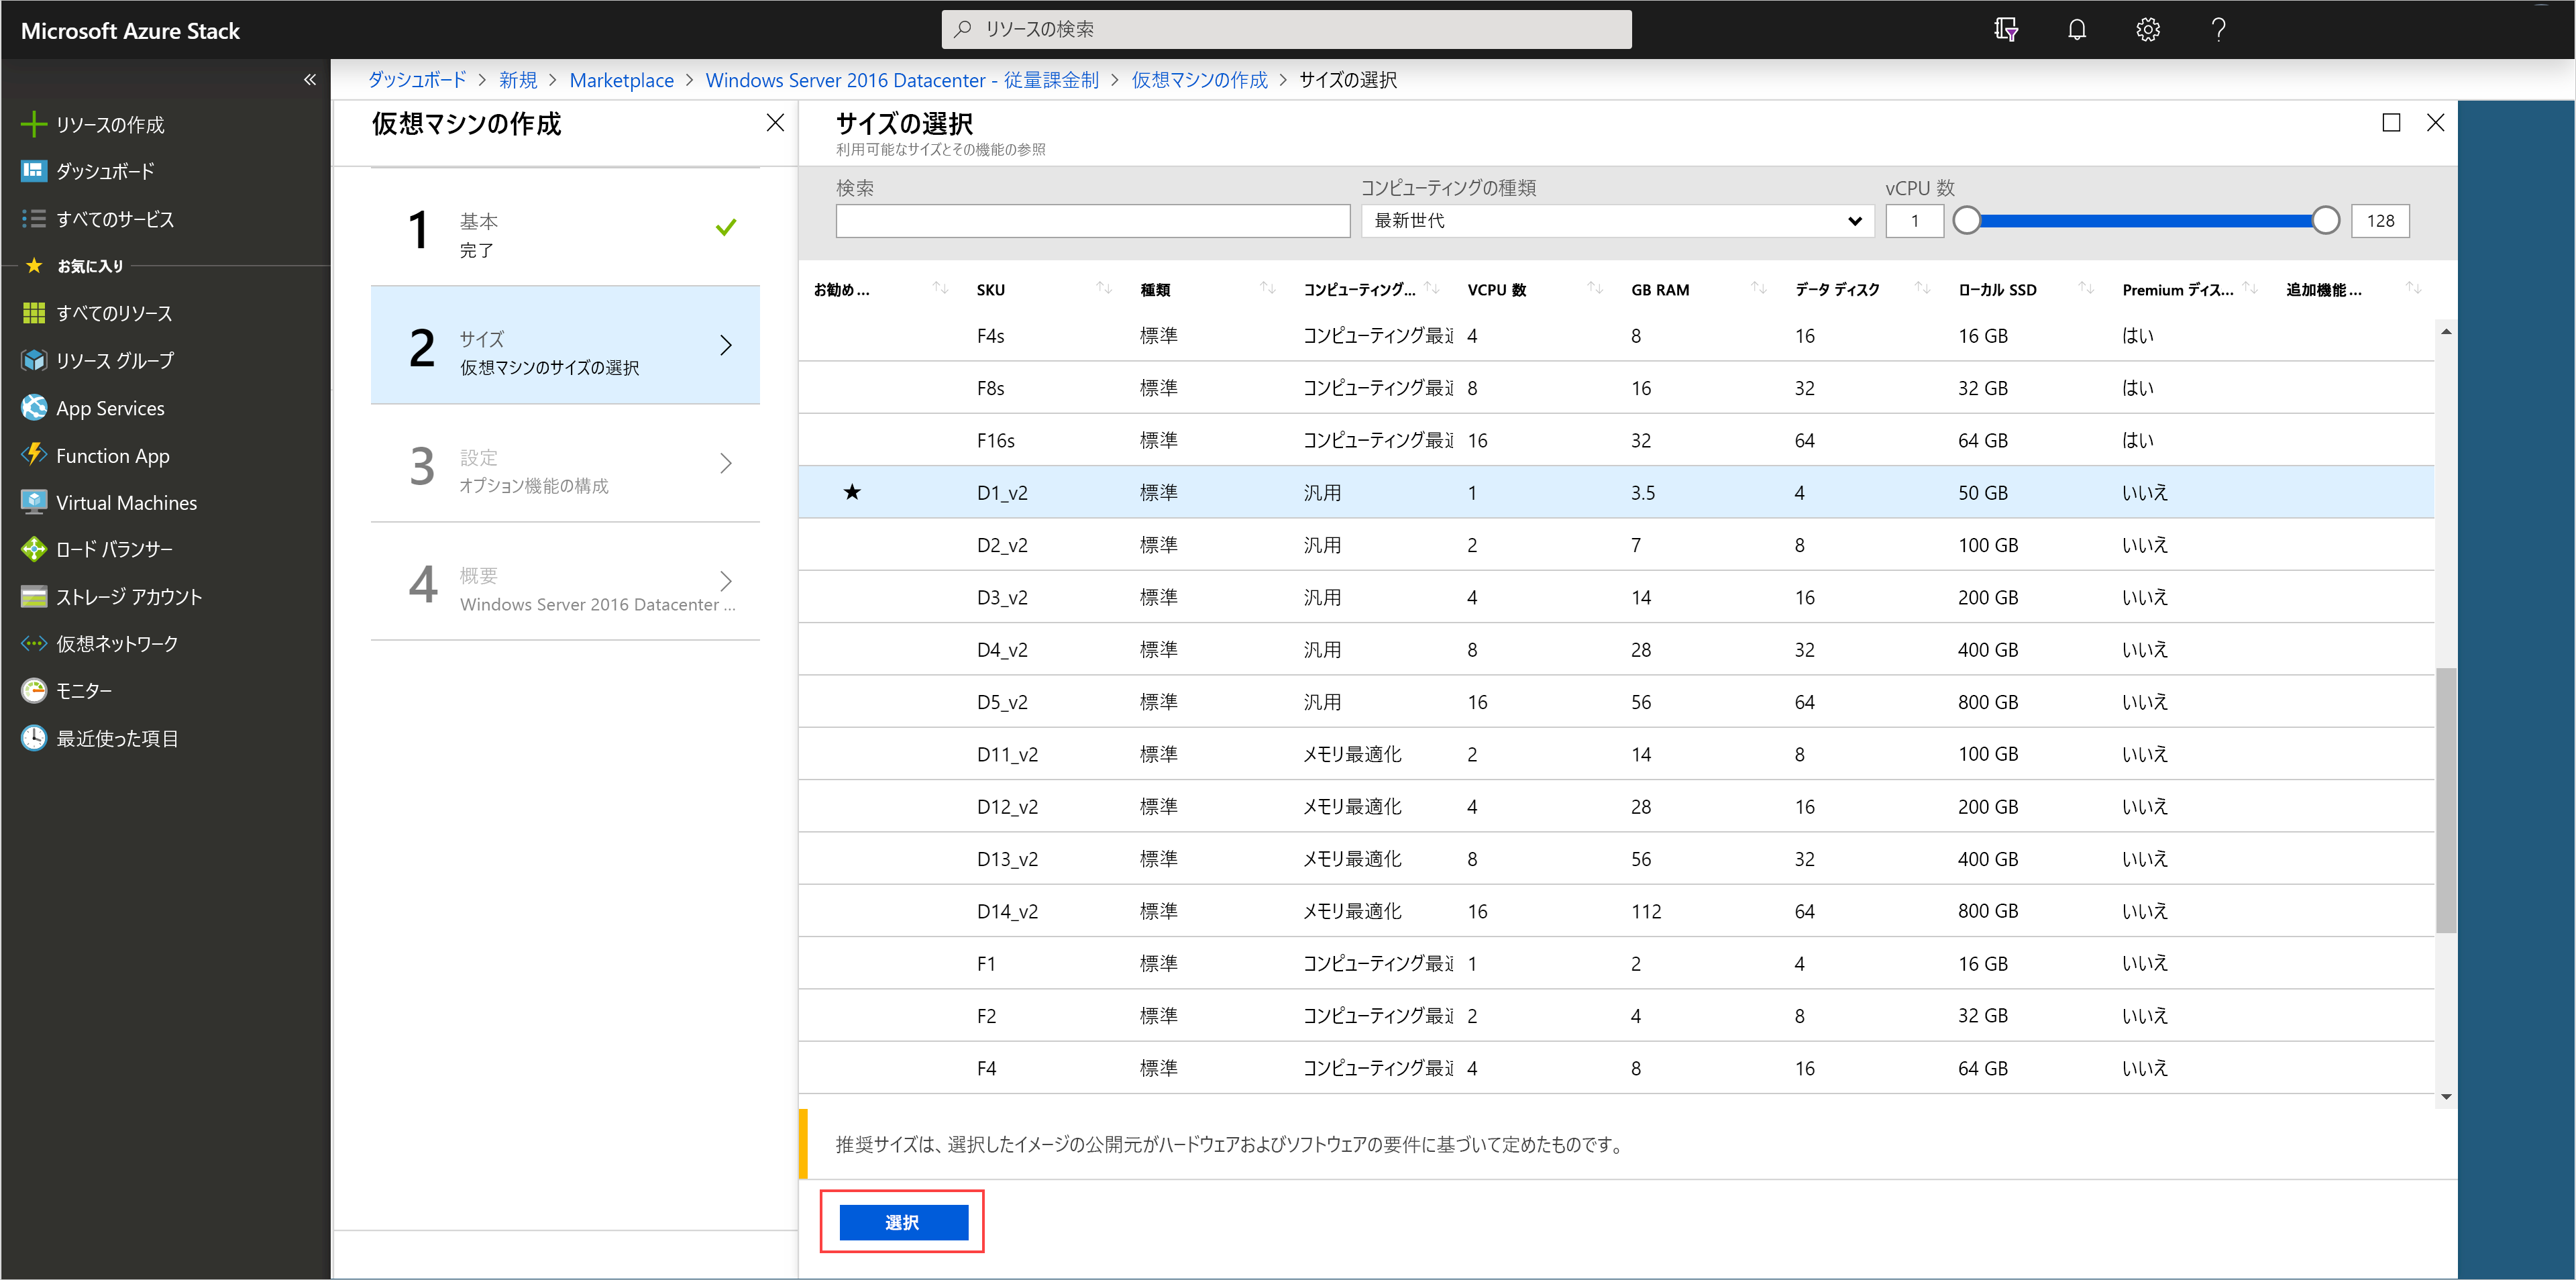 Microsoft Azure Stack
リソースの検索
ダッシュボード > 新規 > Marketplace > Windows Server 2016 Datacenter - 従量課金制 > 仮想マシンの作成 > サイズの選択
リソースの作成
ダッシュボード
すべてのサービス
お気に入り
すべてのリソース
リソース グループ
App Services
Function App
Virtual Machines
ロード バランサー
ストレージ アカウント
仮想ネットワーク
モニター
最近使った項目
仮想マシンの作成
1 基本
完了
2 サイズ
仮想マシンのサイズの選択
3 設定
オプション機能の構成
4 概要
Windows Server 2016 Datacenter ...
サイズの選択
利用可能なサイズとその機能の参照
検索 コンピューティングの種類 vCPU 数
最新世代 1 128
お勧め... SKU 種類 コンピューティング... VCPU 数 GB RAM データ ディスク ローカル SSD Premium ディス... 追加機能...
F4s 標準 コンピューティング最適 4 8 16 16 GB はい
F8s 標準 コンピューティング最適 8 16 32 32 GB はい
F16s 標準 コンピューティング最適 16 32 64 64 GB はい
★ D1_v2 標準 汎用 1 3.5 4 50 GB いいえ
D2_v2 標準 汎用 2 7 8 100 GB いいえ
D3_v2 標準 汎用 4 14 16 200 GB いいえ
D4_v2 標準 汎用 8 28 32 400 GB いいえ
D5_v2 標準 汎用 16 56 64 800 GB いいえ
D11_v2 標準 メモリ最適化 2 14 8 100 GB いいえ
D12_v2 標準 メモリ最適化 4 28 16 200 GB いいえ
D13_v2 標準 メモリ最適化 8 56 32 400 GB いいえ
D14_v2 標準 メモリ最適化 16 112 64 800 GB いいえ
F1 標準 コンピューティング最適 1 2 4 16 GB いいえ
F2 標準 コンピューティング最適 2 4 8 32 GB いいえ
F4 標準 コンピューティング最適 4 8 16 64 GB いいえ
推奨サイズは、選択したイメージの公開元がハードウェアおよびソフトウェアの要件に基づいて定めたものです。
選択